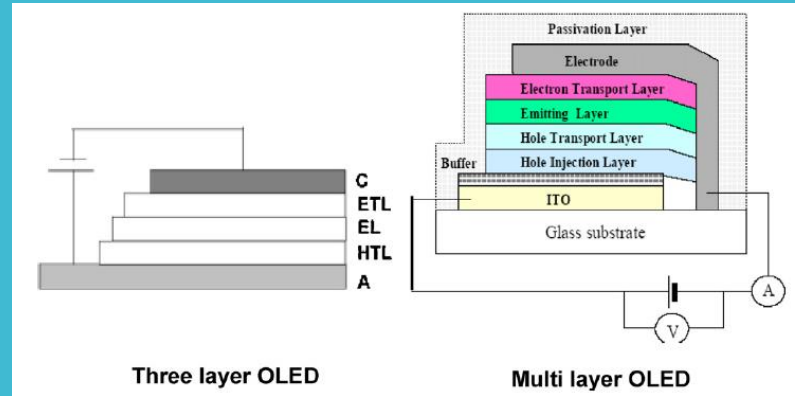 C
ETL
EL
HTL
A
Three layer OLED
Passivation Layer
Electrode
Electron Transport Layer
Emitting Layer
Hole Transport Layer
Buffer
Hole Injection Layer
ITO
Glass substrate
A
V
Multi layer OLED